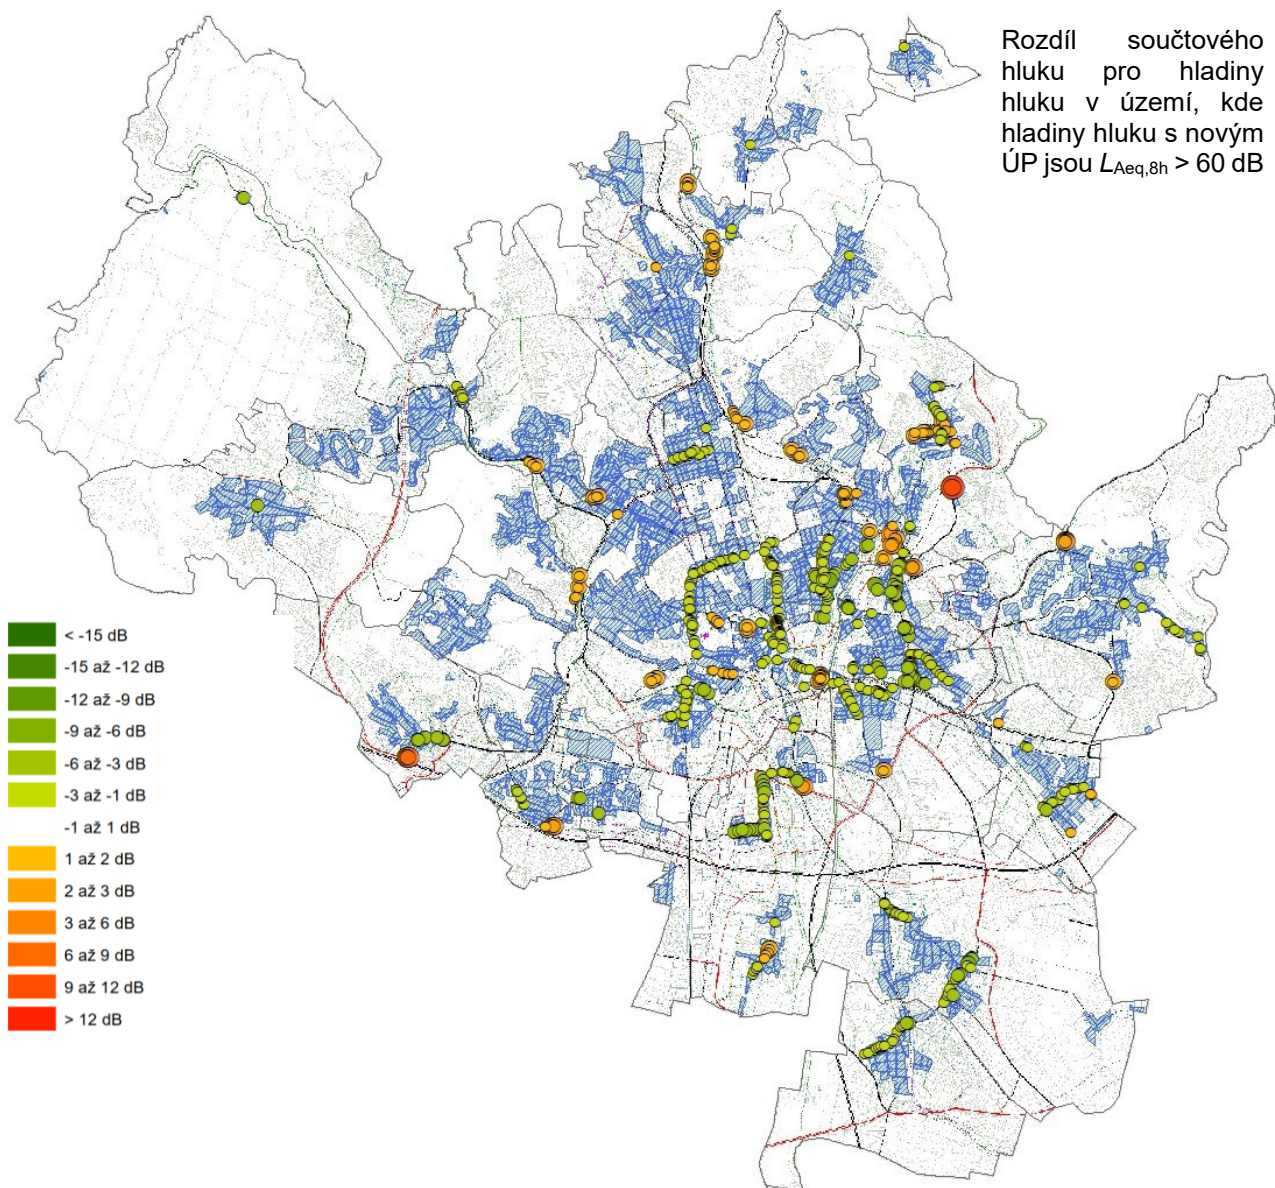 Rozdíl součtového
hluku pro hladiny
hluku v území, kde
hladiny hluku s novým
ÚP jsou LAeq,8h > 60 dB
< -15 dB
-15 až -12 dB
-12 až -9 dB
-9 až -6 dB
-6 až -3 dB
-3 až -1 dB
-1 až 1 dB
1 až 2 dB
2 až 3 dB
3 až 6 dB
6 až 9 dB
9 až 12 dB
> 12 dB